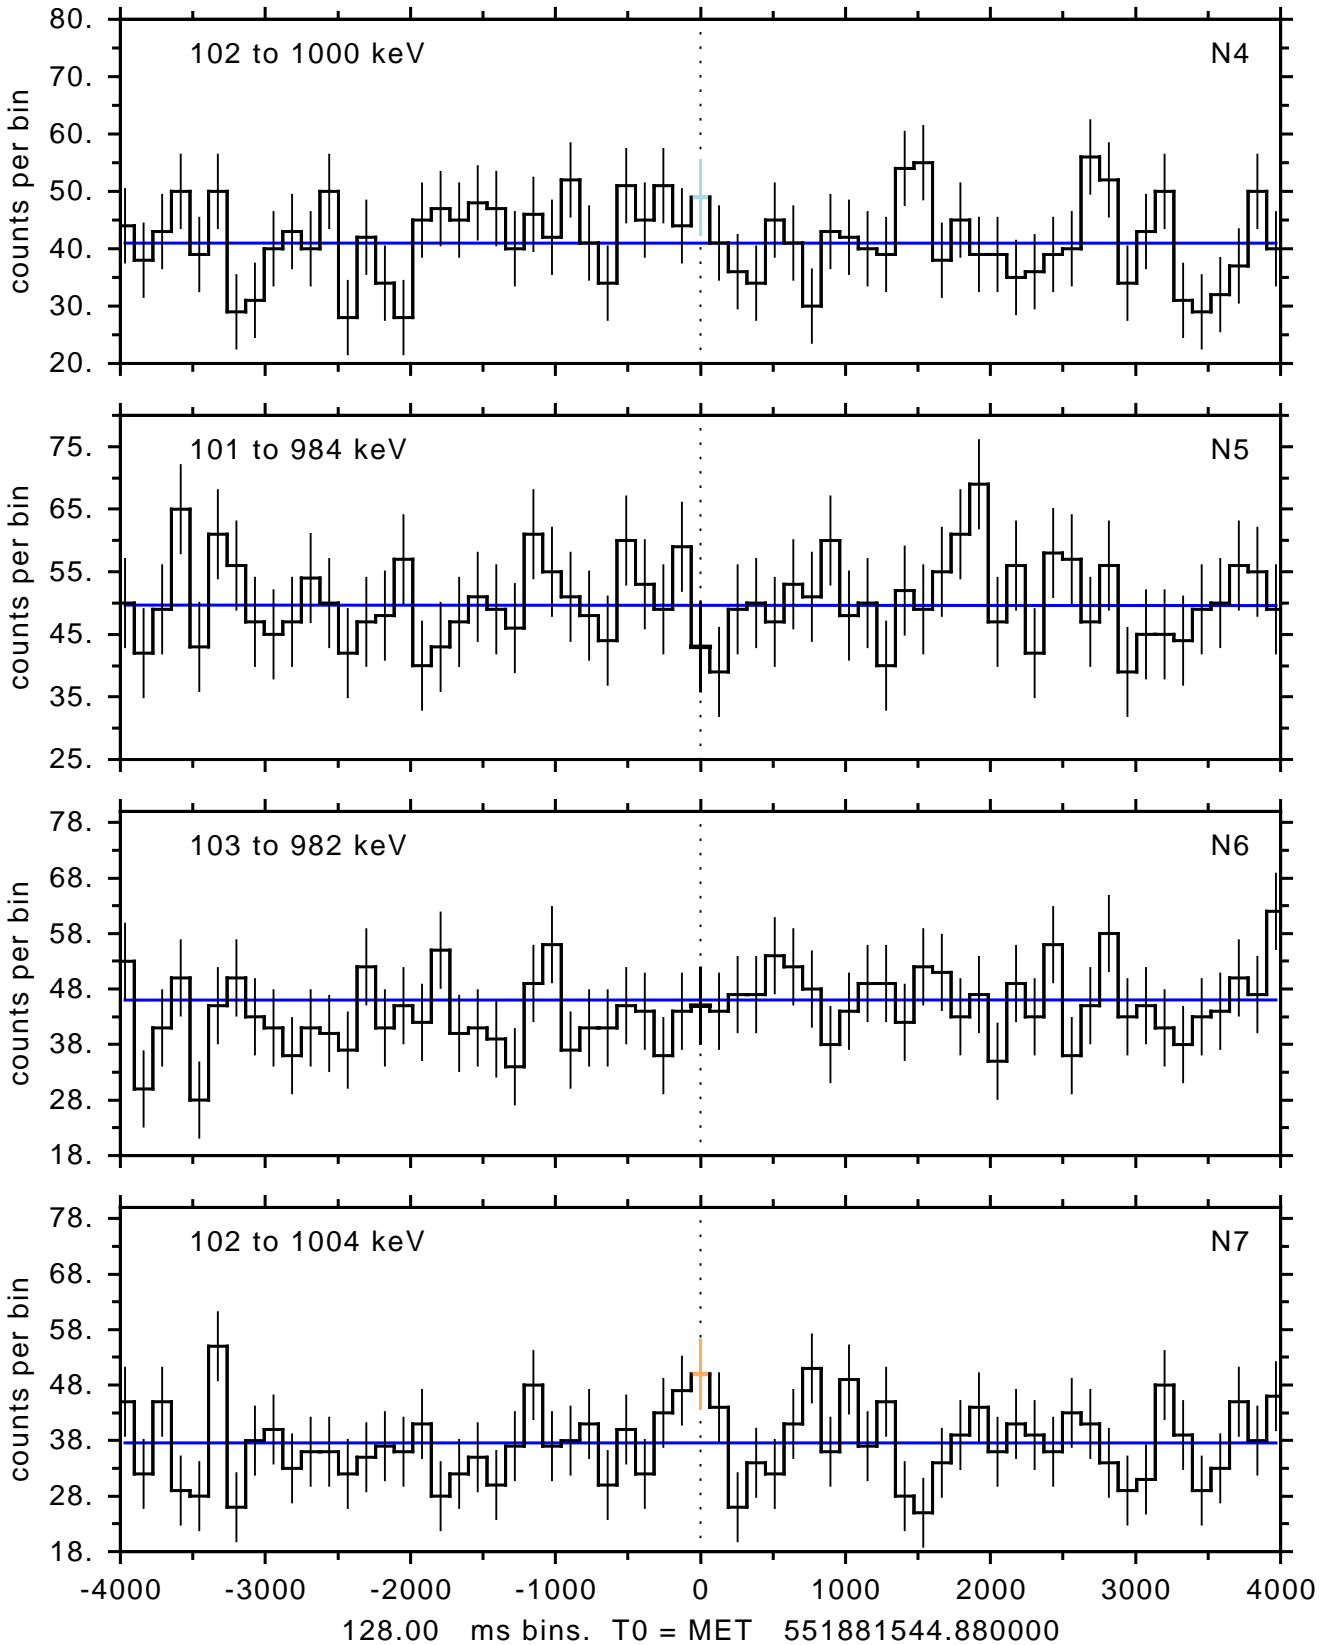 80.
70.
60.
50.
40.
30.
20.
counts per bin
102 to 1000 keV
N4
75.
65.
55.
45.
35.
25.
counts per bin
101 to 984 keV
N5
78.
68.
58.
48.
38.
28.
18.
counts per bin
103 to 982 keV
N6
78.
68.
58.
48.
38.
28.
18.
counts per bin
102 to 1004 keV
N7
-4000 -3000 -2000 -1000 0 1000 2000 3000 4000
128.00 ms bins. T0 = MET 551881544.880000